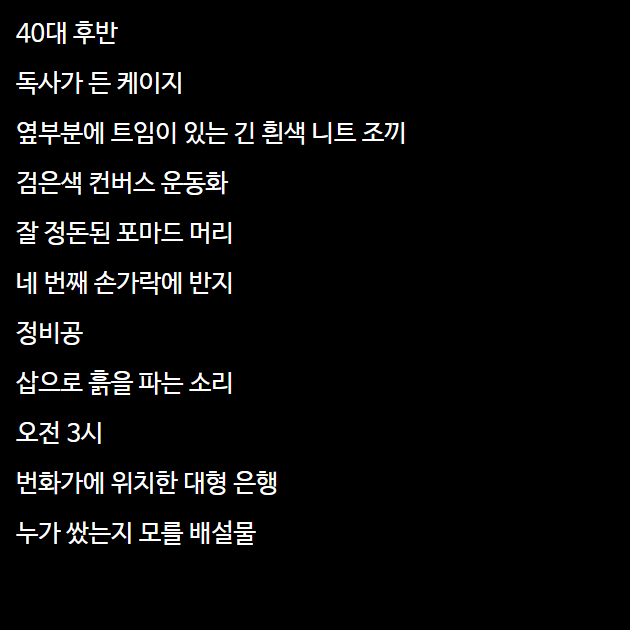 40대 후반
독사가 든 케이지
옆부분에 트임이 있는 긴 흰색 니트 조끼
검은색 컨버스 운동화
잘 정돈된 포마드 머리
네 번째 손가락에 반지
정비공
삽으로 흙을 파는 소리
오전 3시
번화가에 위치한 대형 은행
누가 쌌는지 모를 배설물